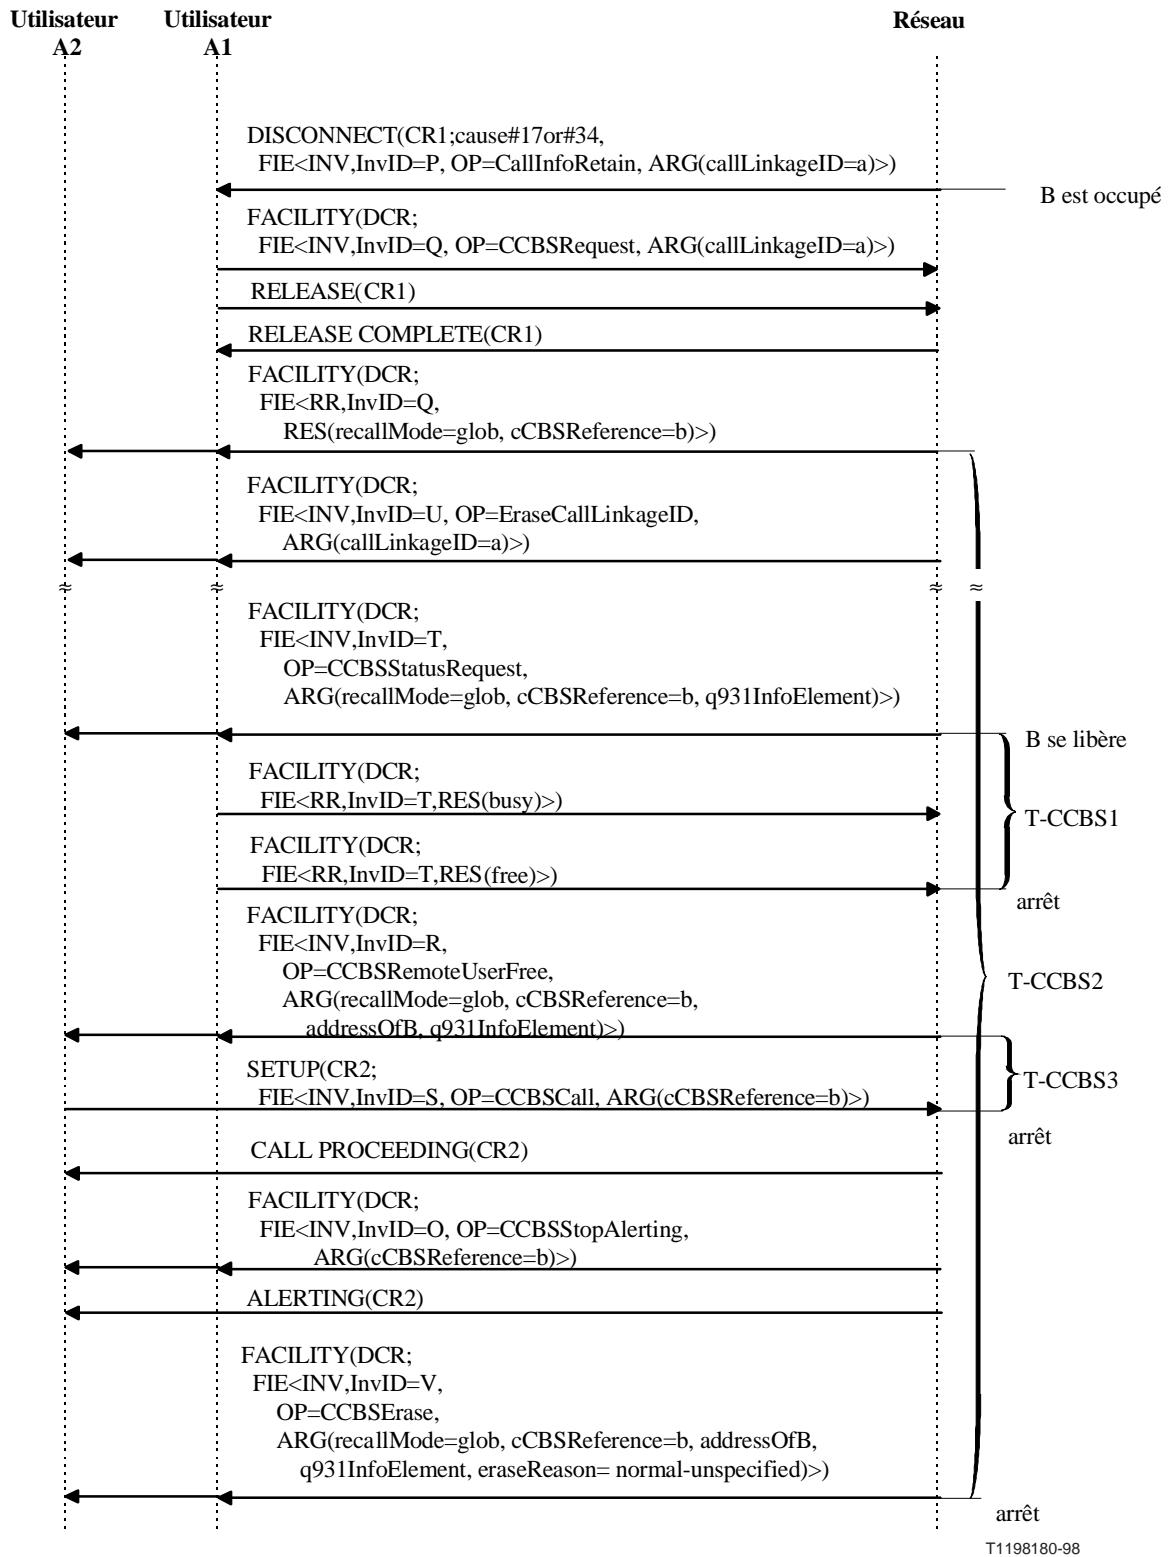 Utilisateur
A2
Utilisateur
A1
Réseau
DISCONNECT(CR1;cause#17or#34,
FIE<INV,InvID=P, OP=CallInfoRetain, ARG(callLinkageID=a)>)
B est occupé
FACILITY(DCR;
FIE<INV,InvID=Q, OP=CCBSRequest, ARG(callLinkageID=a)>)
RELEASE(CR1)
RELEASE COMPLETE(CR1)
FACILITY(DCR;
FIE<RR,InvID=Q,
RES(recallMode=glob, cCBSReference=b)>)
FACILITY(DCR;
FIE<INV,InvID=U, OP=EraseCallLinkageID,
ARG(callLinkageID=a)>)
≈ ≈ ≈ ≈
FACILITY(DCR;
FIE<INV,InvID=T,
OP=CCBSStatusRequest,
ARG(recallMode=glob, cCBSReference=b, q931InfoElement)>)
B se libère
FACILITY(DCR;
FIE<RR,InvID=T,RES(busy)>)
T-CCBS1
FACILITY(DCR;
FIE<RR,InvID=T,RES(free)>)
arrêt
FACILITY(DCR;
FIE<INV,InvID=R,
OP=CCBSRemoteUserFree,
T-CCBS2
ARG(recallMode=glob, cCBSReference=b,
addressOfB, q931InfoElement)>)
SETUP(CR2;
T-CCBS3
FIE<INV,InvID=S, OP=CCBSCall, ARG(cCBSReference=b)>)
arrêt
CALL PROCEEDING(CR2)
FACILITY(DCR;
FIE<INV,InvID=O, OP=CCBSStopAlerting,
ARG(cCBSReference=b)>)
ALERTING(CR2)
FACILITY(DCR;
FIE<INV,InvID=V,
OP=CCBSErase,
ARG(recallMode=glob, cCBSReference=b, addressOfB,
q931InfoElement, eraseReason= normal-unspecified)>)
arrêt
T1198180-98